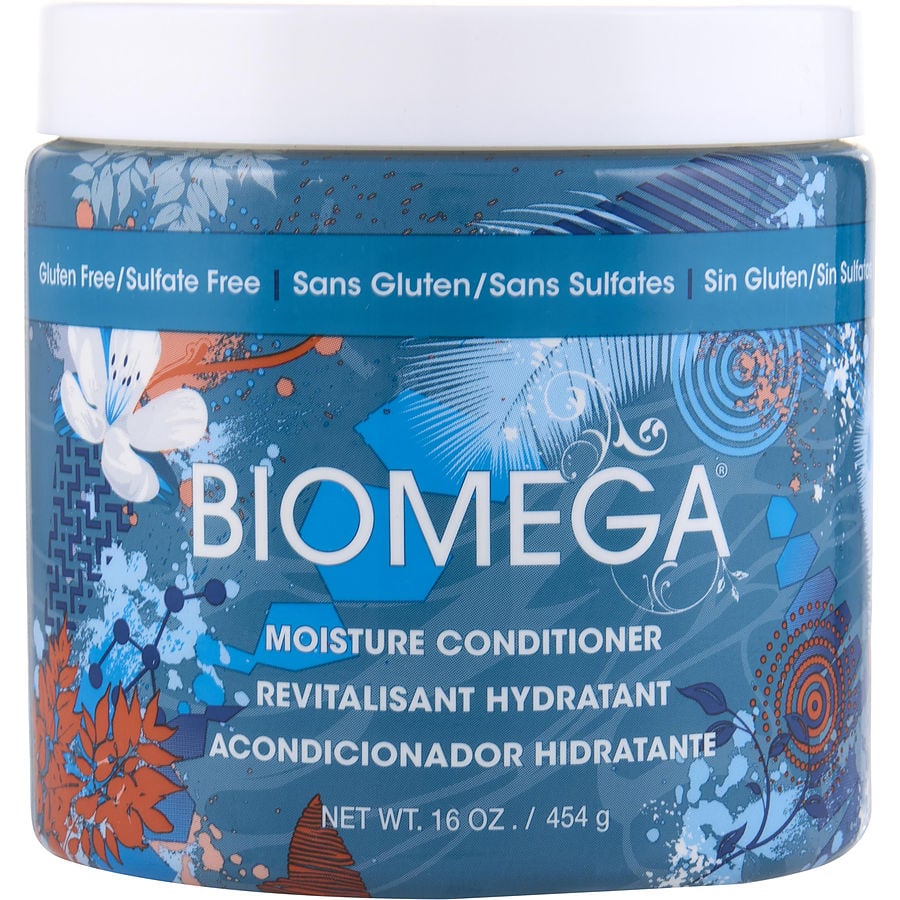 Gluten Free/Sulfate Free | Sans Gluten/Sans Sulfates | Sin Gluten/Sin Sulfatos
BIOMEGA®
MOISTURE CONDITIONER
REVITALISANT HYDRATANT
ACONDICIONADOR HIDRATANTE
NET WT. 16 OZ. / 454 g